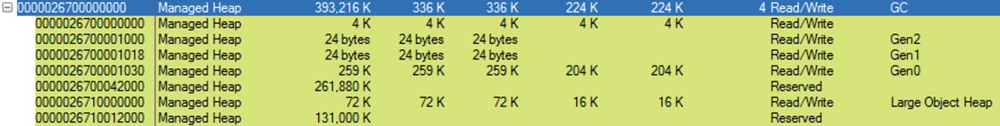 0000026700000000 Managed Heap 393,216 K 336 K 336 K 224 K 224 K 4 Read/Write GC
0000026700000000 Managed Heap 4 K 4 K 4 K 4 K 4 K Read/Write
0000026700001000 Managed Heap 24 bytes 24 bytes 24 bytes Read/Write Gen2
0000026700001018 Managed Heap 24 bytes 24 bytes 24 bytes Read/Write Gen1
0000026700001030 Managed Heap 259 K 259 K 259 K 204 K 204 K Read/Write Gen0
0000026700042000 Managed Heap 261,880 K Reserved
0000026710000000 Managed Heap 72 K 72 K 72 K 16 K 16 K Read/Write Large Object Heap
0000026710012000 Managed Heap 131,000 K Reserved